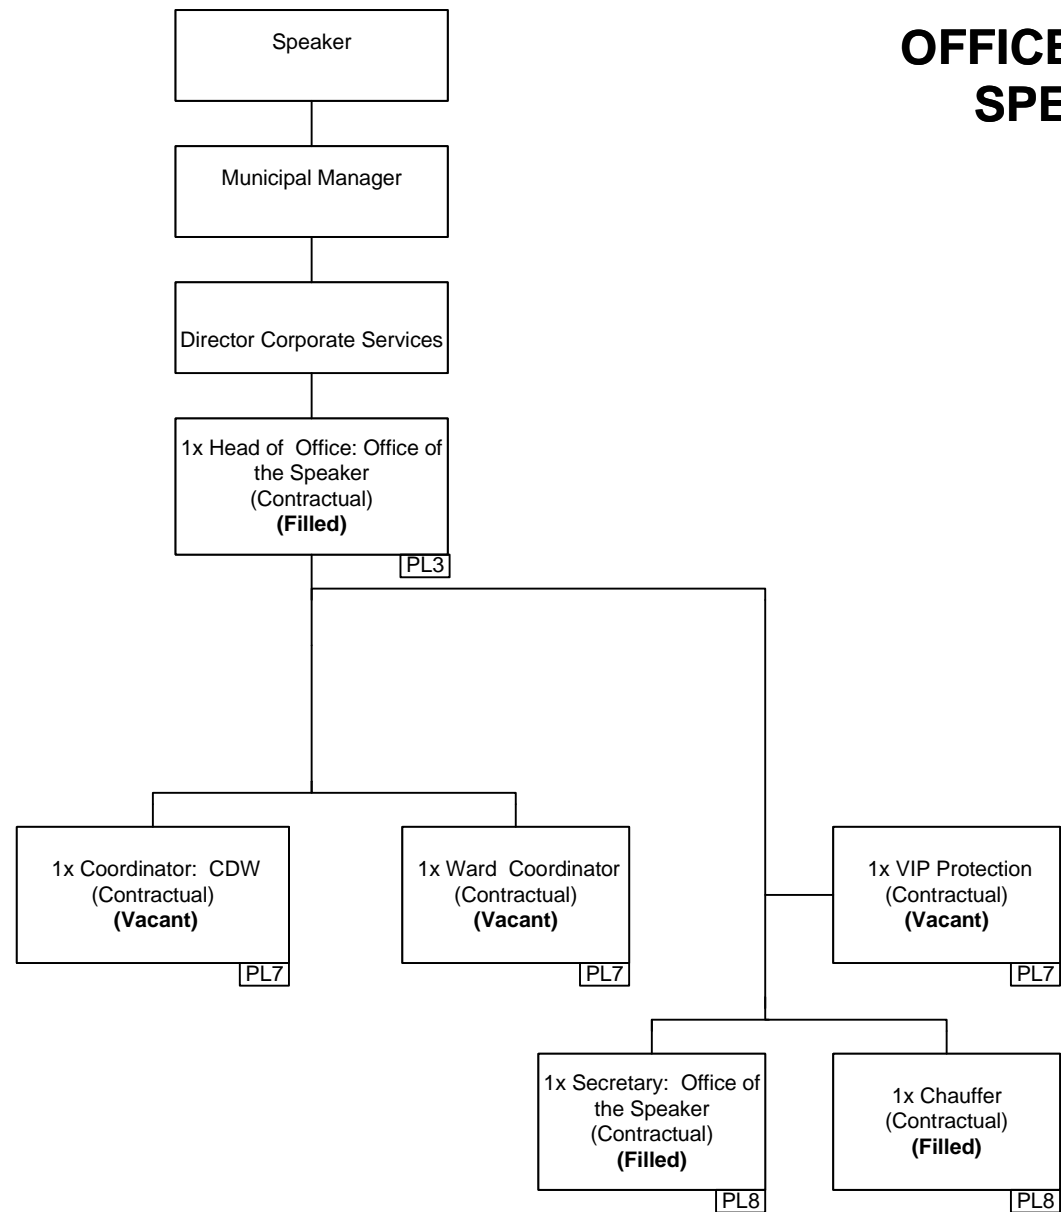 OFFICE
SPE
Speaker
Municipal Manager
Director Corporate Services
1x Head of Office: Office of
the Speaker
(Contractual)
(Filled)
PL3
1x Coordinator: CDW
(Contractual)
(Vacant)
PL7
1x Ward Coordinator
(Contractual)
(Vacant)
PL7
1x VIP Protection
(Contractual)
(Vacant)
PL7
1x Secretary: Office of
the Speaker
(Contractual)
(Filled)
PL8
1x Chauffer
(Contractual)
(Filled)
PL8